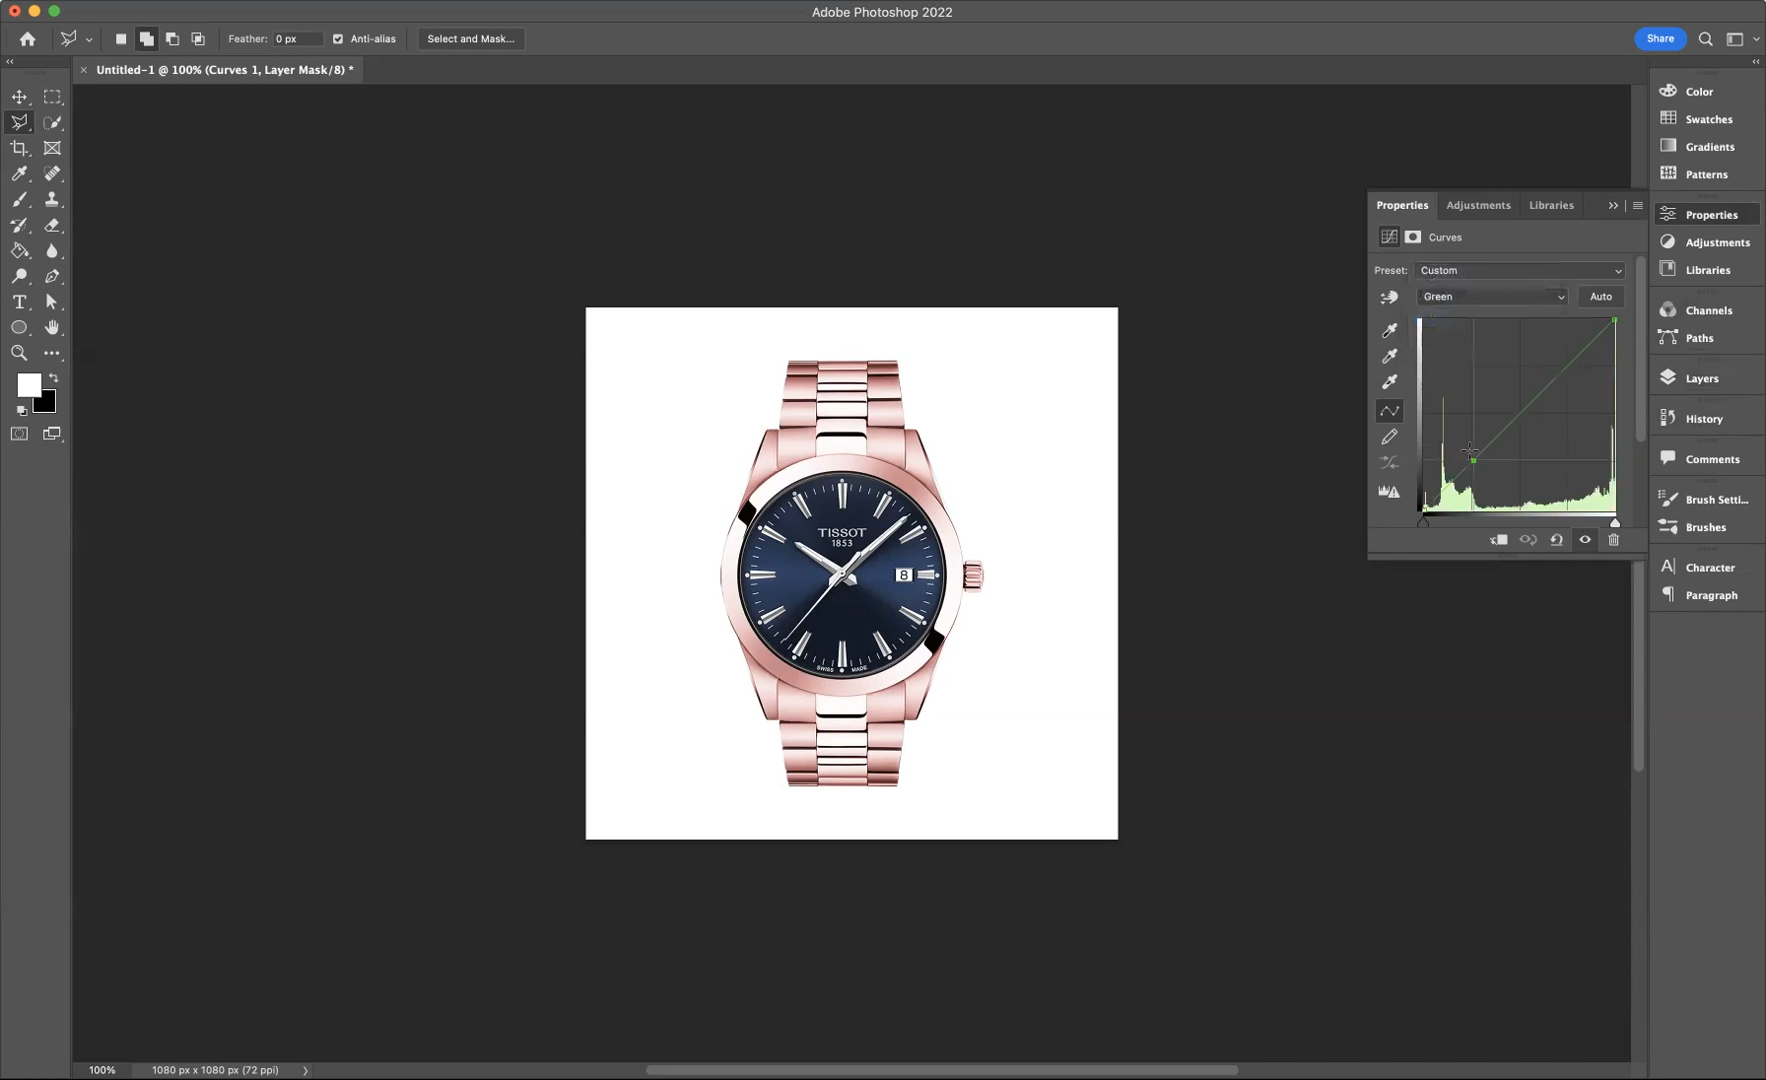 Adobe Photoshop 2022
Feather: 0 px
Anti-alias
Select and Mask...
Share
Untitled-1 @ 100% (Curves 1, Layer Mask/8) *
Color
Swatches
Gradients
Patterns
Properties
Adjustments
Libraries
Properties
Adjustments
Libraries
Curves
Preset:
Custom
Green
Auto
Channels
Paths
Layers
History
Comments
Brush Setti...
Brushes
Character
Paragraph
TISSOT
1853
8
SWISS MADE
100%
1080 px x 1080 px (72 ppi)